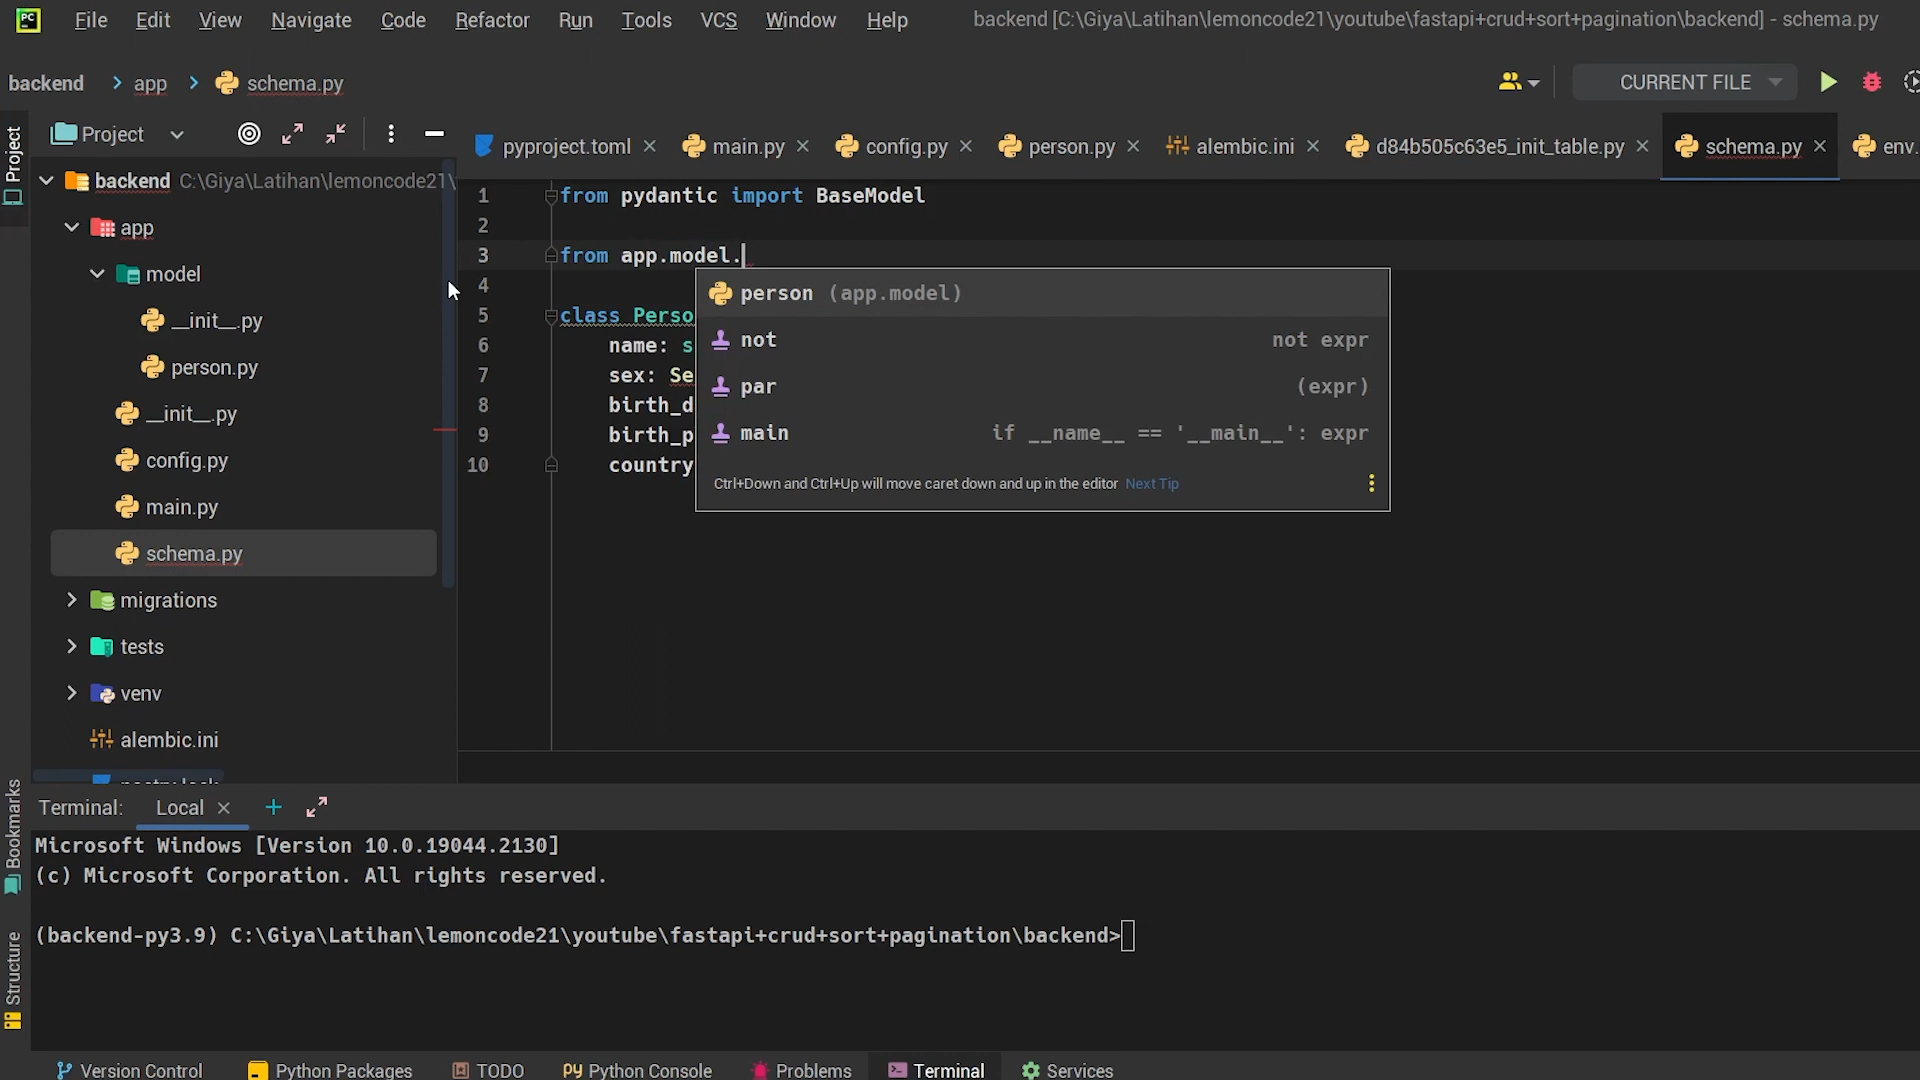 PC File Edit View Navigate Code Refactor Run Tools VCS Window Help backend [C:\Giya\Latihan\lemoncode21\youtube\fastapi+crud+sort+pagination\backend] - schema.py
backend app schema.py CURRENT FILE
Project
Project
pyproject.toml main.py config.py person.py alembic.ini d84b505c63e5_init_table.py schema.py env.
backend C:\Giya\Latihan\lemoncode21\
app
model
__init__.py
person.py
__init__.py
config.py
main.py
schema.py
migrations
tests
venv
alembic.ini
1 from pydantic import BaseModel
2
3 from app.model.
4
5 class Perso
6 name: s
7 sex: Se
8 birth_d
9 birth_p
10 country
person (app.model)
not not expr
par (expr)
main if __name__ == '__main__': expr
Ctrl+Down and Ctrl+Up will move caret down and up in the editor Next Tip
Terminal: Local
Microsoft Windows [Version 10.0.19044.2130]
(c) Microsoft Corporation. All rights reserved.
(backend-py3.9) C:\Giya\Latihan\lemoncode21\youtube\fastapi+crud+sort+pagination\backend>
Bookmarks
Structure
Version Control Python Packages TODO Python Console Problems Terminal Services